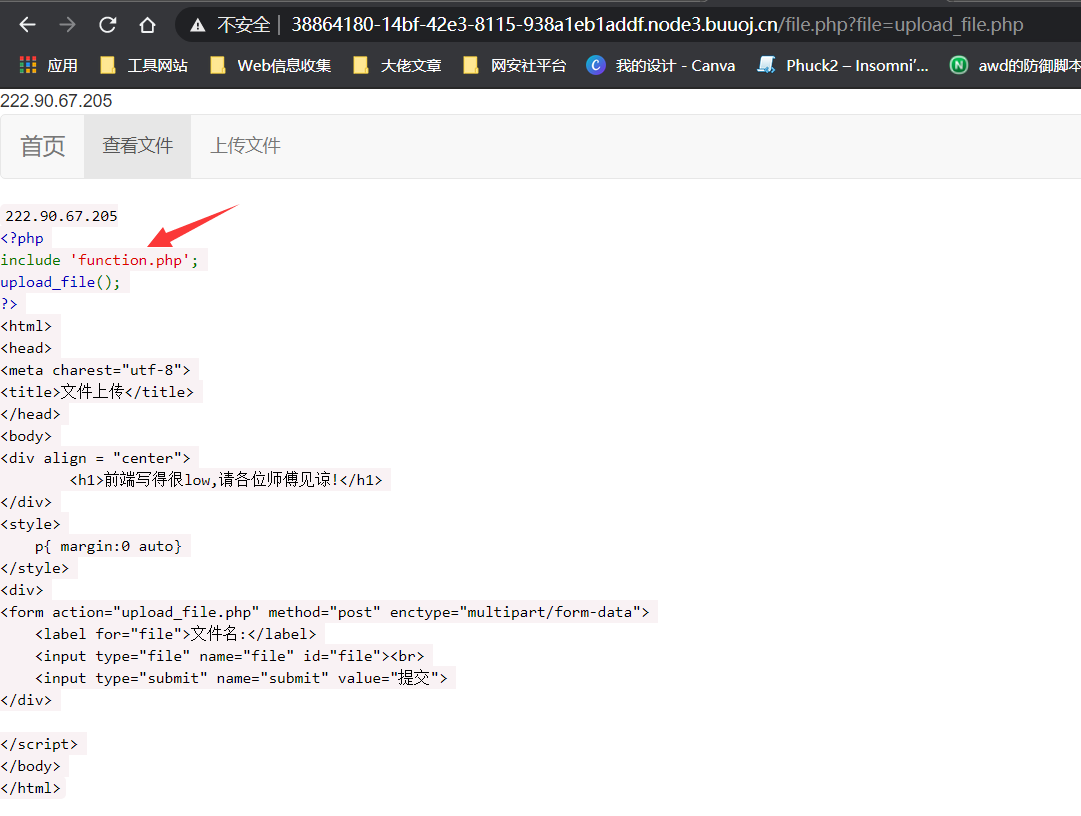 不安全 | 38864180-14bf-42e3-8115-938a1eb1addf.node3.buuoj.cn/file.php?file=upload_file.php
应用 工具网站 Web信息收集 大佬文章 网安社平台 C 我的设计 - Canva Phuck2 – Insomni’... N awd的防御脚本
222.90.67.205
首页 查看文件 上传文件
222.90.67.205
<?php
include 'function.php';
upload_file();
?>
<html>
<head>
<meta charest="utf-8">
<title>文件上传</title>
</head>
<body>
<div align = "center">
        <h1>前端写得很low,请各位师傅见谅!</h1>
</div>
<style>
    p{ margin:0 auto}
</style>
<div>
<form action="upload_file.php" method="post" enctype="multipart/form-data">
    <label for="file">文件名:</label>
    <input type="file" name="file" id="file"><br>
    <input type="submit" name="submit" value="提交">
</div>
</script>
</body>
</html>